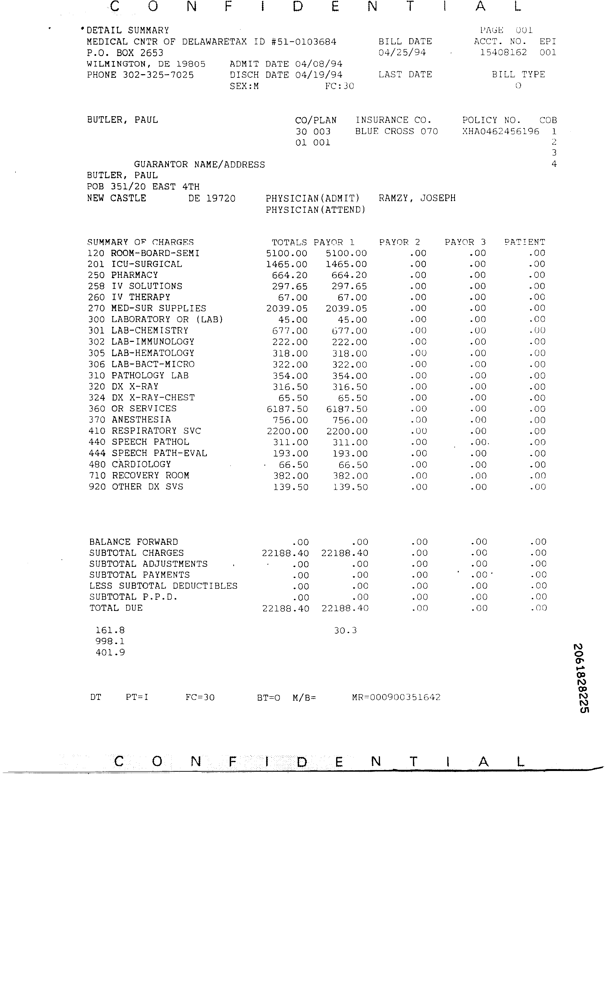 C O N F I D E N T I A L
*DETAIL SUMMARY PAGE 001
MEDICAL CNTR OF DELAWARETAX ID #51-0103684 BILL DATE ACCT. NO. EPI
P.O. BOX 2653 04/25/94 15408162 001
WILMINGTON, DE 19805 ADMIT DATE 04/08/94
PHONE 302-325-7025 DISCH DATE 04/19/94 LAST DATE BILL TYPE
SEX:M FC:30 O
BUTLER, PAUL CO/PLAN INSURANCE CO. POLICY NO. COB
30 003 BLUE CROSS 070 XHA0462456196 1
01 001 2
3
GUARANTOR NAME/ADDRESS 4
BUTLER, PAUL
POB 351/20 EAST 4TH
NEW CASTLE DE 19720 PHYSICIAN(ADMIT) RAMZY, JOSEPH
PHYSICIAN(ATTEND)
SUMMARY OF CHARGES TOTALS PAYOR 1 PAYOR 2 PAYOR 3 PATIENT
120 ROOM-BOARD-SEMI 5100.00 5100.00 .00 .00 .00
201 ICU-SURGICAL 1465.00 1465.00 .00 .00 .00
250 PHARMACY 664.20 664.20 .00 .00 .00
258 IV SOLUTIONS 297.65 297.65 .00 .00 .00
260 IV THERAPY 67.00 67.00 .00 .00 .00
270 MED-SUR SUPPLIES 2039.05 2039.05 .00 .00 .00
300 LABORATORY OR (LAB) 45.00 45.00 .00 .00 .00
301 LAB-CHEMISTRY 677.00 677.00 .00 .00 .00
302 LAB-IMMUNOLOGY 222.00 222.00 .00 .00 .00
305 LAB-HEMATOLOGY 318.00 318.00 .00 .00 .00
306 LAB-BACT-MICRO 322.00 322.00 .00 .00 .00
310 PATHOLOGY LAB 354.00 354.00 .00 .00 .00
320 DX X-RAY 316.50 316.50 .00 .00 .00
324 DX X-RAY-CHEST 65.50 65.50 .00 .00 .00
360 OR SERVICES 6187.50 6187.50 .00 .00 .00
370 ANESTHESIA 756.00 756.00 .00 .00 .00
410 RESPIRATORY SVC 2200.00 2200.00 .00 .00 .00
440 SPEECH PATHOL 311.00 311.00 .00 .00 .00
444 SPEECH PATH-EVAL 193.00 193.00 .00 .00 .00
480 CARDIOLOGY 66.50 66.50 .00 .00 .00
710 RECOVERY ROOM 382.00 382.00 .00 .00 .00
920 OTHER DX SVS 139.50 139.50 .00 .00 .00
BALANCE FORWARD .00 .00 .00 .00 .00
SUBTOTAL CHARGES 22188.40 22188.40 .00 .00 .00
SUBTOTAL ADJUSTMENTS .00 .00 .00 .00 .00
SUBTOTAL PAYMENTS .00 .00 .00 .00 .00
LESS SUBTOTAL DEDUCTIBLES .00 .00 .00 .00 .00
SUBTOTAL P.P.D. .00 .00 .00 .00 .00
TOTAL DUE 22188.40 22188.40 .00 .00 .00
161.8 30.3
998.1
401.9
2061828225
DT PT=I FC=30 BT=O M/B= MR=000900351642
C O N F I D E N T I A L